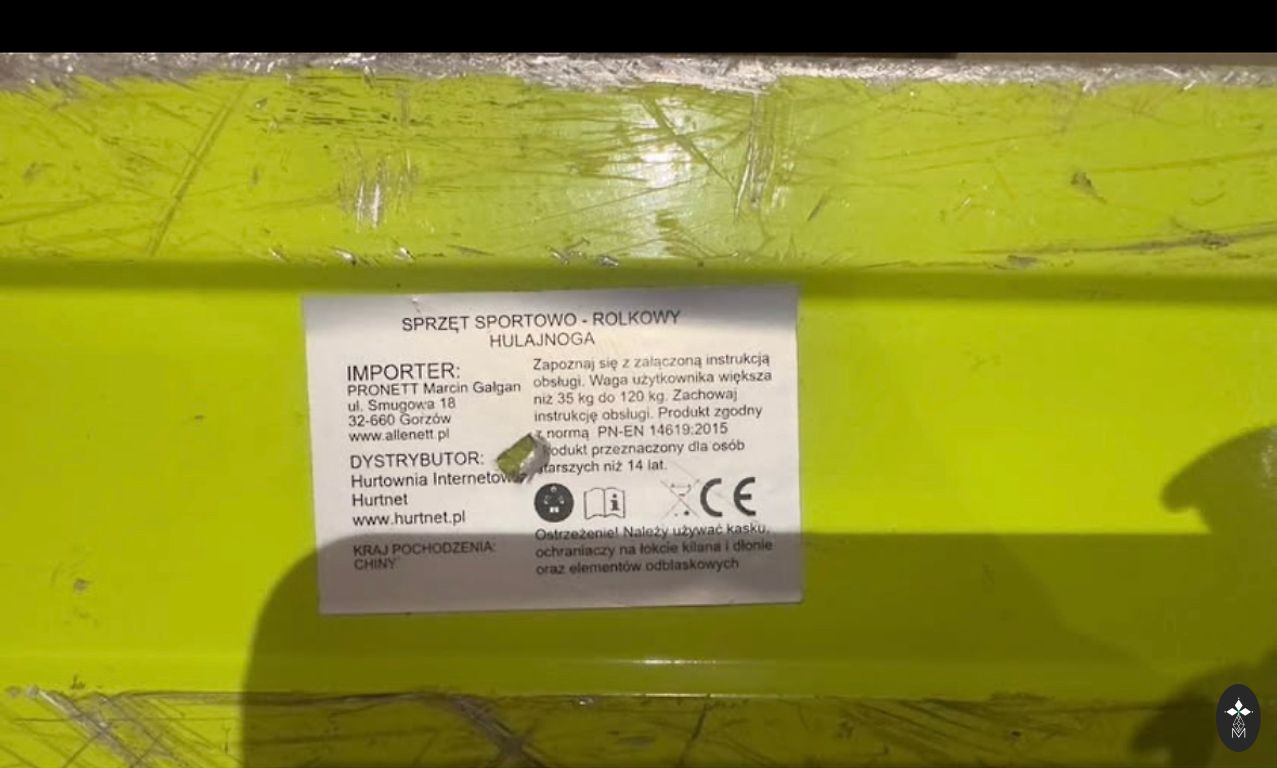 SPRZĘT SPORTOWO - ROLKOWY
HULAJNOGA
IMPORTER:
PRONETT Marcin Gałgan
ul. Smugowa 18
32-660 Gorzów
www.allenett.pl
DYSTRYBUTOR:
Hurtownia Internetowa
Hurtnet
www.hurtnet.pl
KRAJ POCHODZENIA:
CHINY
Zapoznaj się z załączoną instrukcją
obsługi. Waga użytkownika większa
niż 35 kg do 120 kg. Zachowaj
instrukcję obsługi. Produkt zgodny
z normą PN-EN 14619:2015
Produkt przeznaczony dla osób
starszych niż 14 lat.
i
CE
Ostrzeżenie! Należy używać kasku,
ochraniaczy na łokcie kilana i dłonie
oraz elementów odblaskowych
M